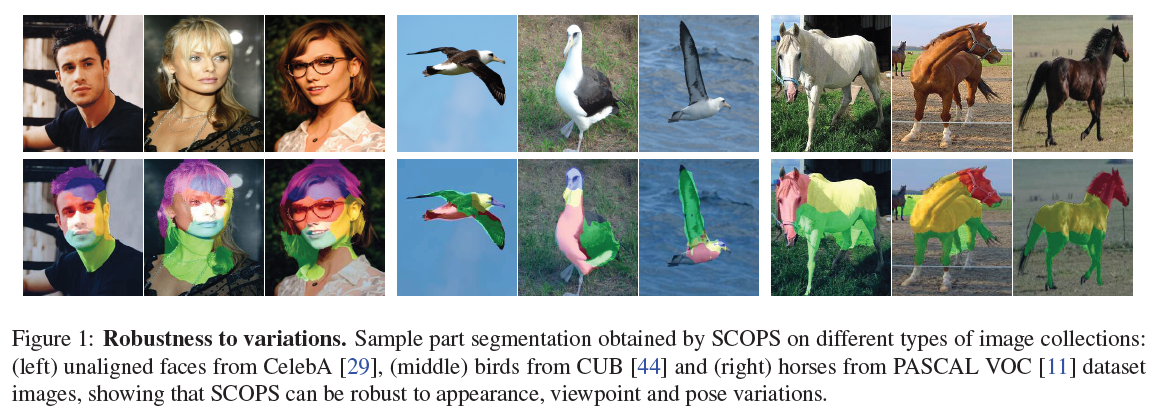 Figure 1: Robustness to variations. Sample part segmentation obtained by SCOPS on different types of image collections:
(left) unaligned faces from CelebA [29], (middle) birds from CUB [44] and (right) horses from PASCAL VOC [11] dataset
images, showing that SCOPS can be robust to appearance, viewpoint and pose variations.